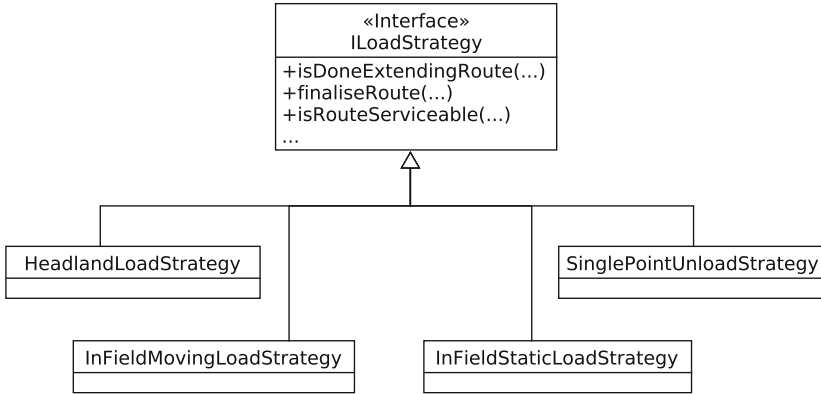 «Interface»
ILoadStrategy
+isDoneExtendingRoute(...)
+finaliseRoute(...)
+isRouteServiceable(...)
...
HeadlandLoadStrategy
SinglePointUnloadStrategy
InFieldMovingLoadStrategy
InFieldStaticLoadStrategy